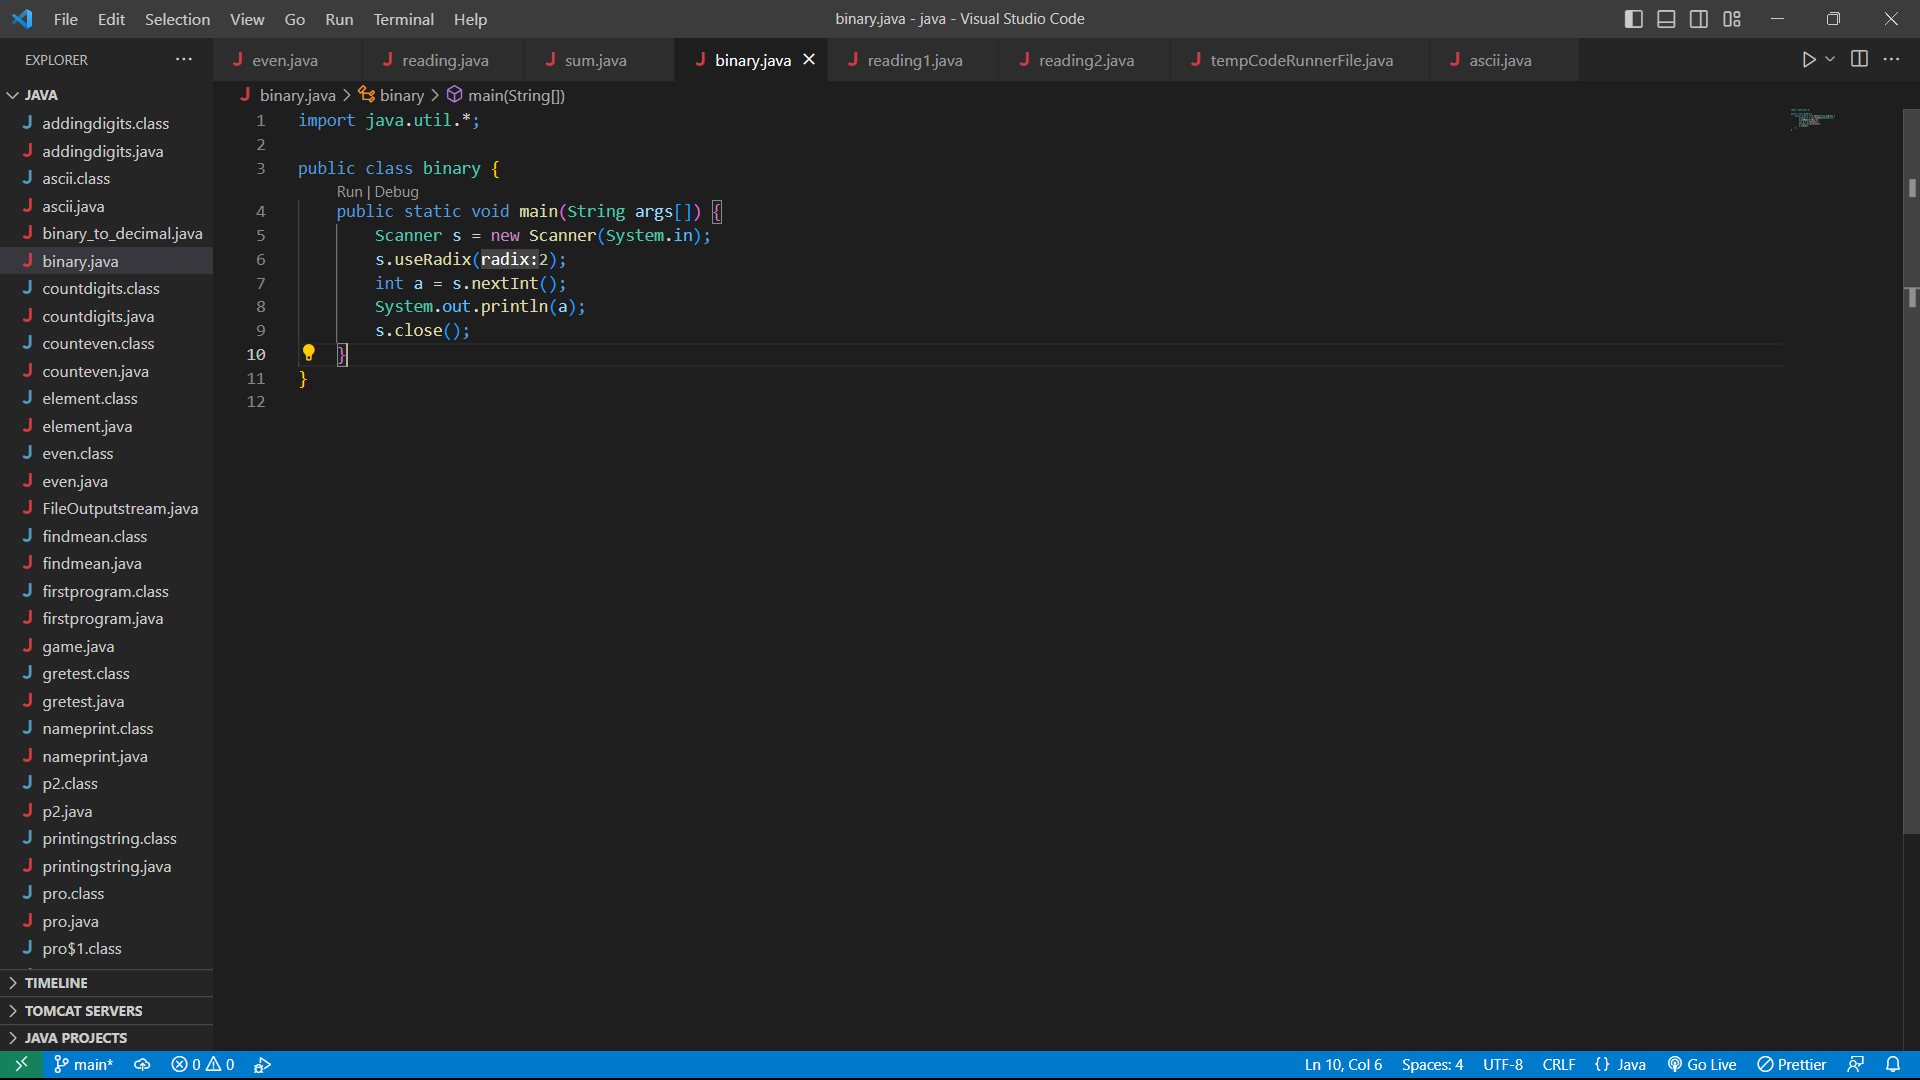 File Edit Selection View Go Run Terminal Help
binary.java - java - Visual Studio Code
EXPLORER ···
even.java reading.java sum.java binary.java reading1.java reading2.java tempCodeRunnerFile.java ascii.java
JAVA
addingdigits.class
addingdigits.java
ascii.class
ascii.java
binary_to_decimal.java
binary.java
countdigits.class
countdigits.java
counteven.class
counteven.java
element.class
element.java
even.class
even.java
FileOutputstream.java
findmean.class
findmean.java
firstprogram.class
firstprogram.java
game.java
gretest.class
gretest.java
nameprint.class
nameprint.java
p2.class
p2.java
printingstring.class
printingstring.java
pro.class
pro.java
pro$1.class
TIMELINE
TOMCAT SERVERS
JAVA PROJECTS
binary.java > binary > main(String[])
1 import java.util.*;
2
3 public class binary {
Run | Debug
4 public static void main(String args[]) {
5 Scanner s = new Scanner(System.in);
6 s.useRadix(radix:2);
7 int a = s.nextInt();
8 System.out.println(a);
9 s.close();
10 }
11 }
12
main* 0 0
Ln 10, Col 6 Spaces: 4 UTF-8 CRLF {} Java Go Live Prettier